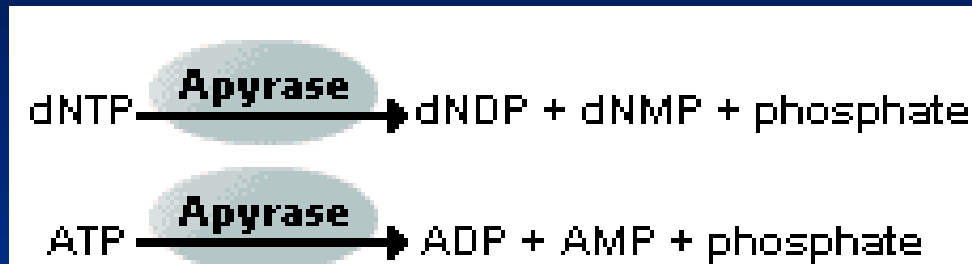 Apyrase
dNTP dNDP + dNMP + phosphate
Apyrase
ATP ADP + AMP + phosphate